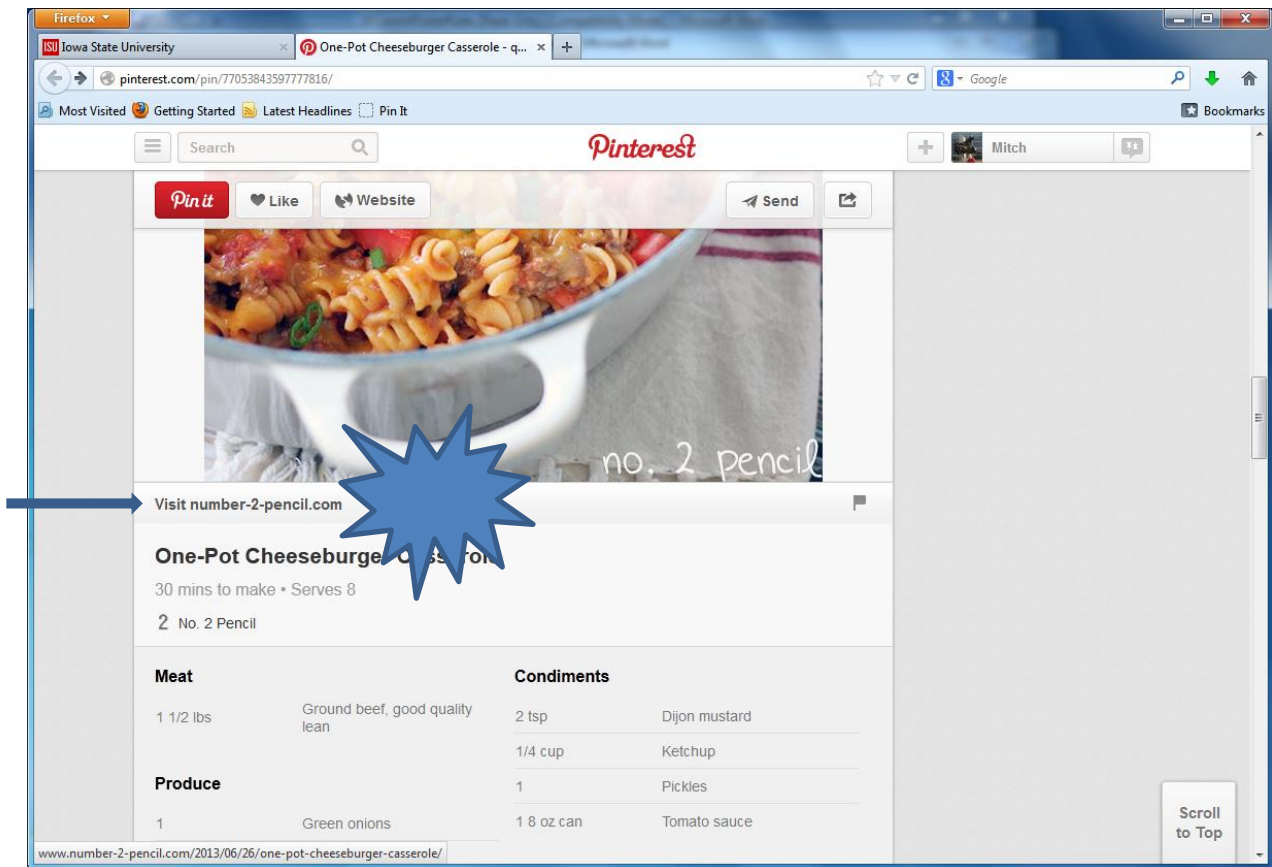 Firefox
ISU Iowa State University
One-Pot Cheeseburger Casserole - q...
pinterest.com/pin/77053843597777816/
8 Google
Most Visited Getting Started Latest Headlines Pin It Bookmarks
Search Pinterest Mitch
Pin it Like Website Send
no. 2 pencil
Visit number-2-pencil.com
One-Pot Cheeseburger Casserole
30 mins to make • Serves 8
2 No. 2 Pencil
Meat
1 1/2 lbs Ground beef, good quality
lean
Produce
1 Green onions
Condiments
2 tsp Dijon mustard
1/4 cup Ketchup
1 Pickles
1 8 oz can Tomato sauce
Scroll
to Top
www.number-2-pencil.com/2013/06/26/one-pot-cheeseburger-casserole/